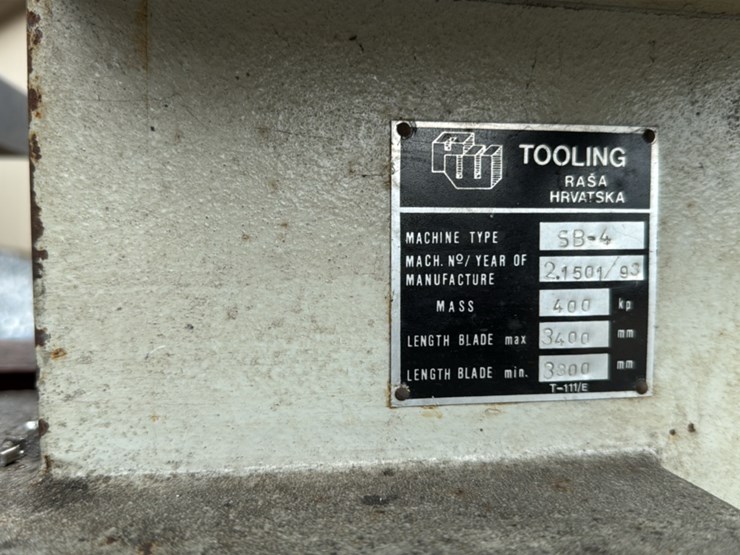 TOOLING
RAŠA
HRVATSKA
MACHINE TYPE SB-4
MACH. Nº/ YEAR OF
MANUFACTURE 2.1501/93
MASS 400 kp
LENGTH BLADE max 3400 mm
LENGTH BLADE min. mm
T-111/E